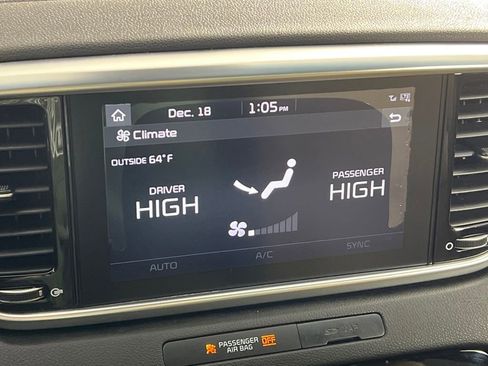 Dec. 18 1:05 PM
Climate
OUTSIDE 64°F
DRIVER PASSENGER
HIGH HIGH
AUTO A/C SYNC
PASSENGER OFF
AIR BAG